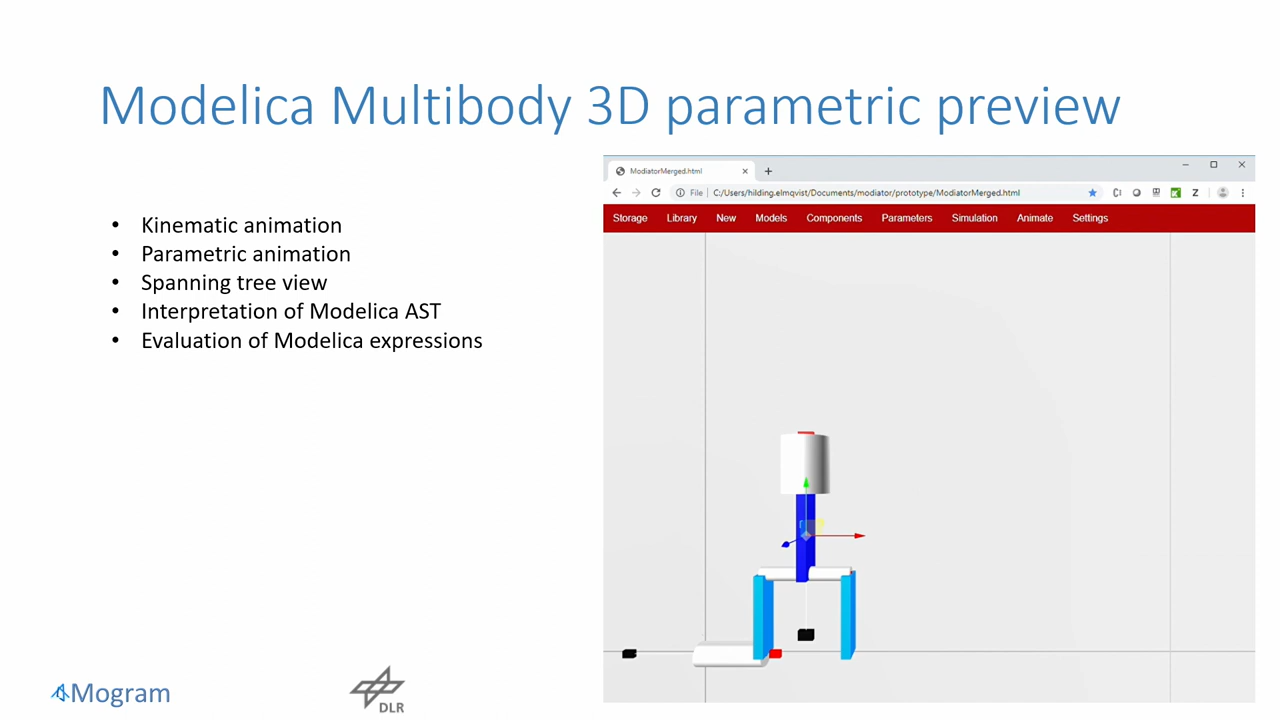 Modelica Multibody 3D parametric preview
• Kinematic animation
• Parametric animation
• Spanning tree view
• Interpretation of Modelica AST
• Evaluation of Modelica expressions
ModiatorMerged.html
File | C:/Users/hilding.elmqvist/Documents/modiator/prototype/ModiatorMerged.html
Storage Library New Models Components Parameters Simulation Animate Settings
Mogram
DLR